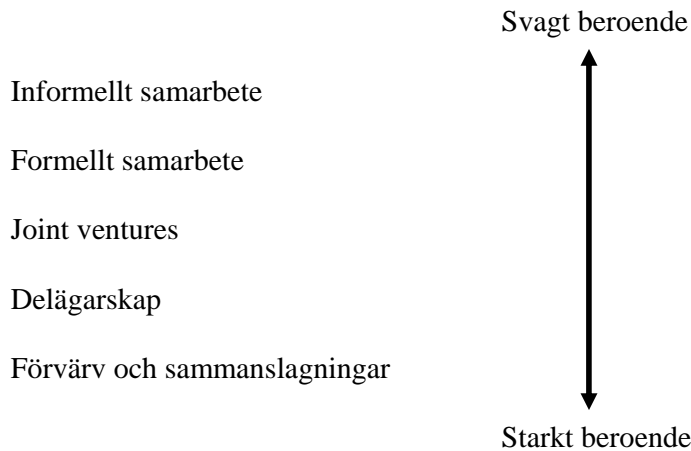 Svagt beroende
Informellt samarbete
Formellt samarbete
Joint ventures
Delägarskap
Förvärv och sammanslagningar
Starkt beroende